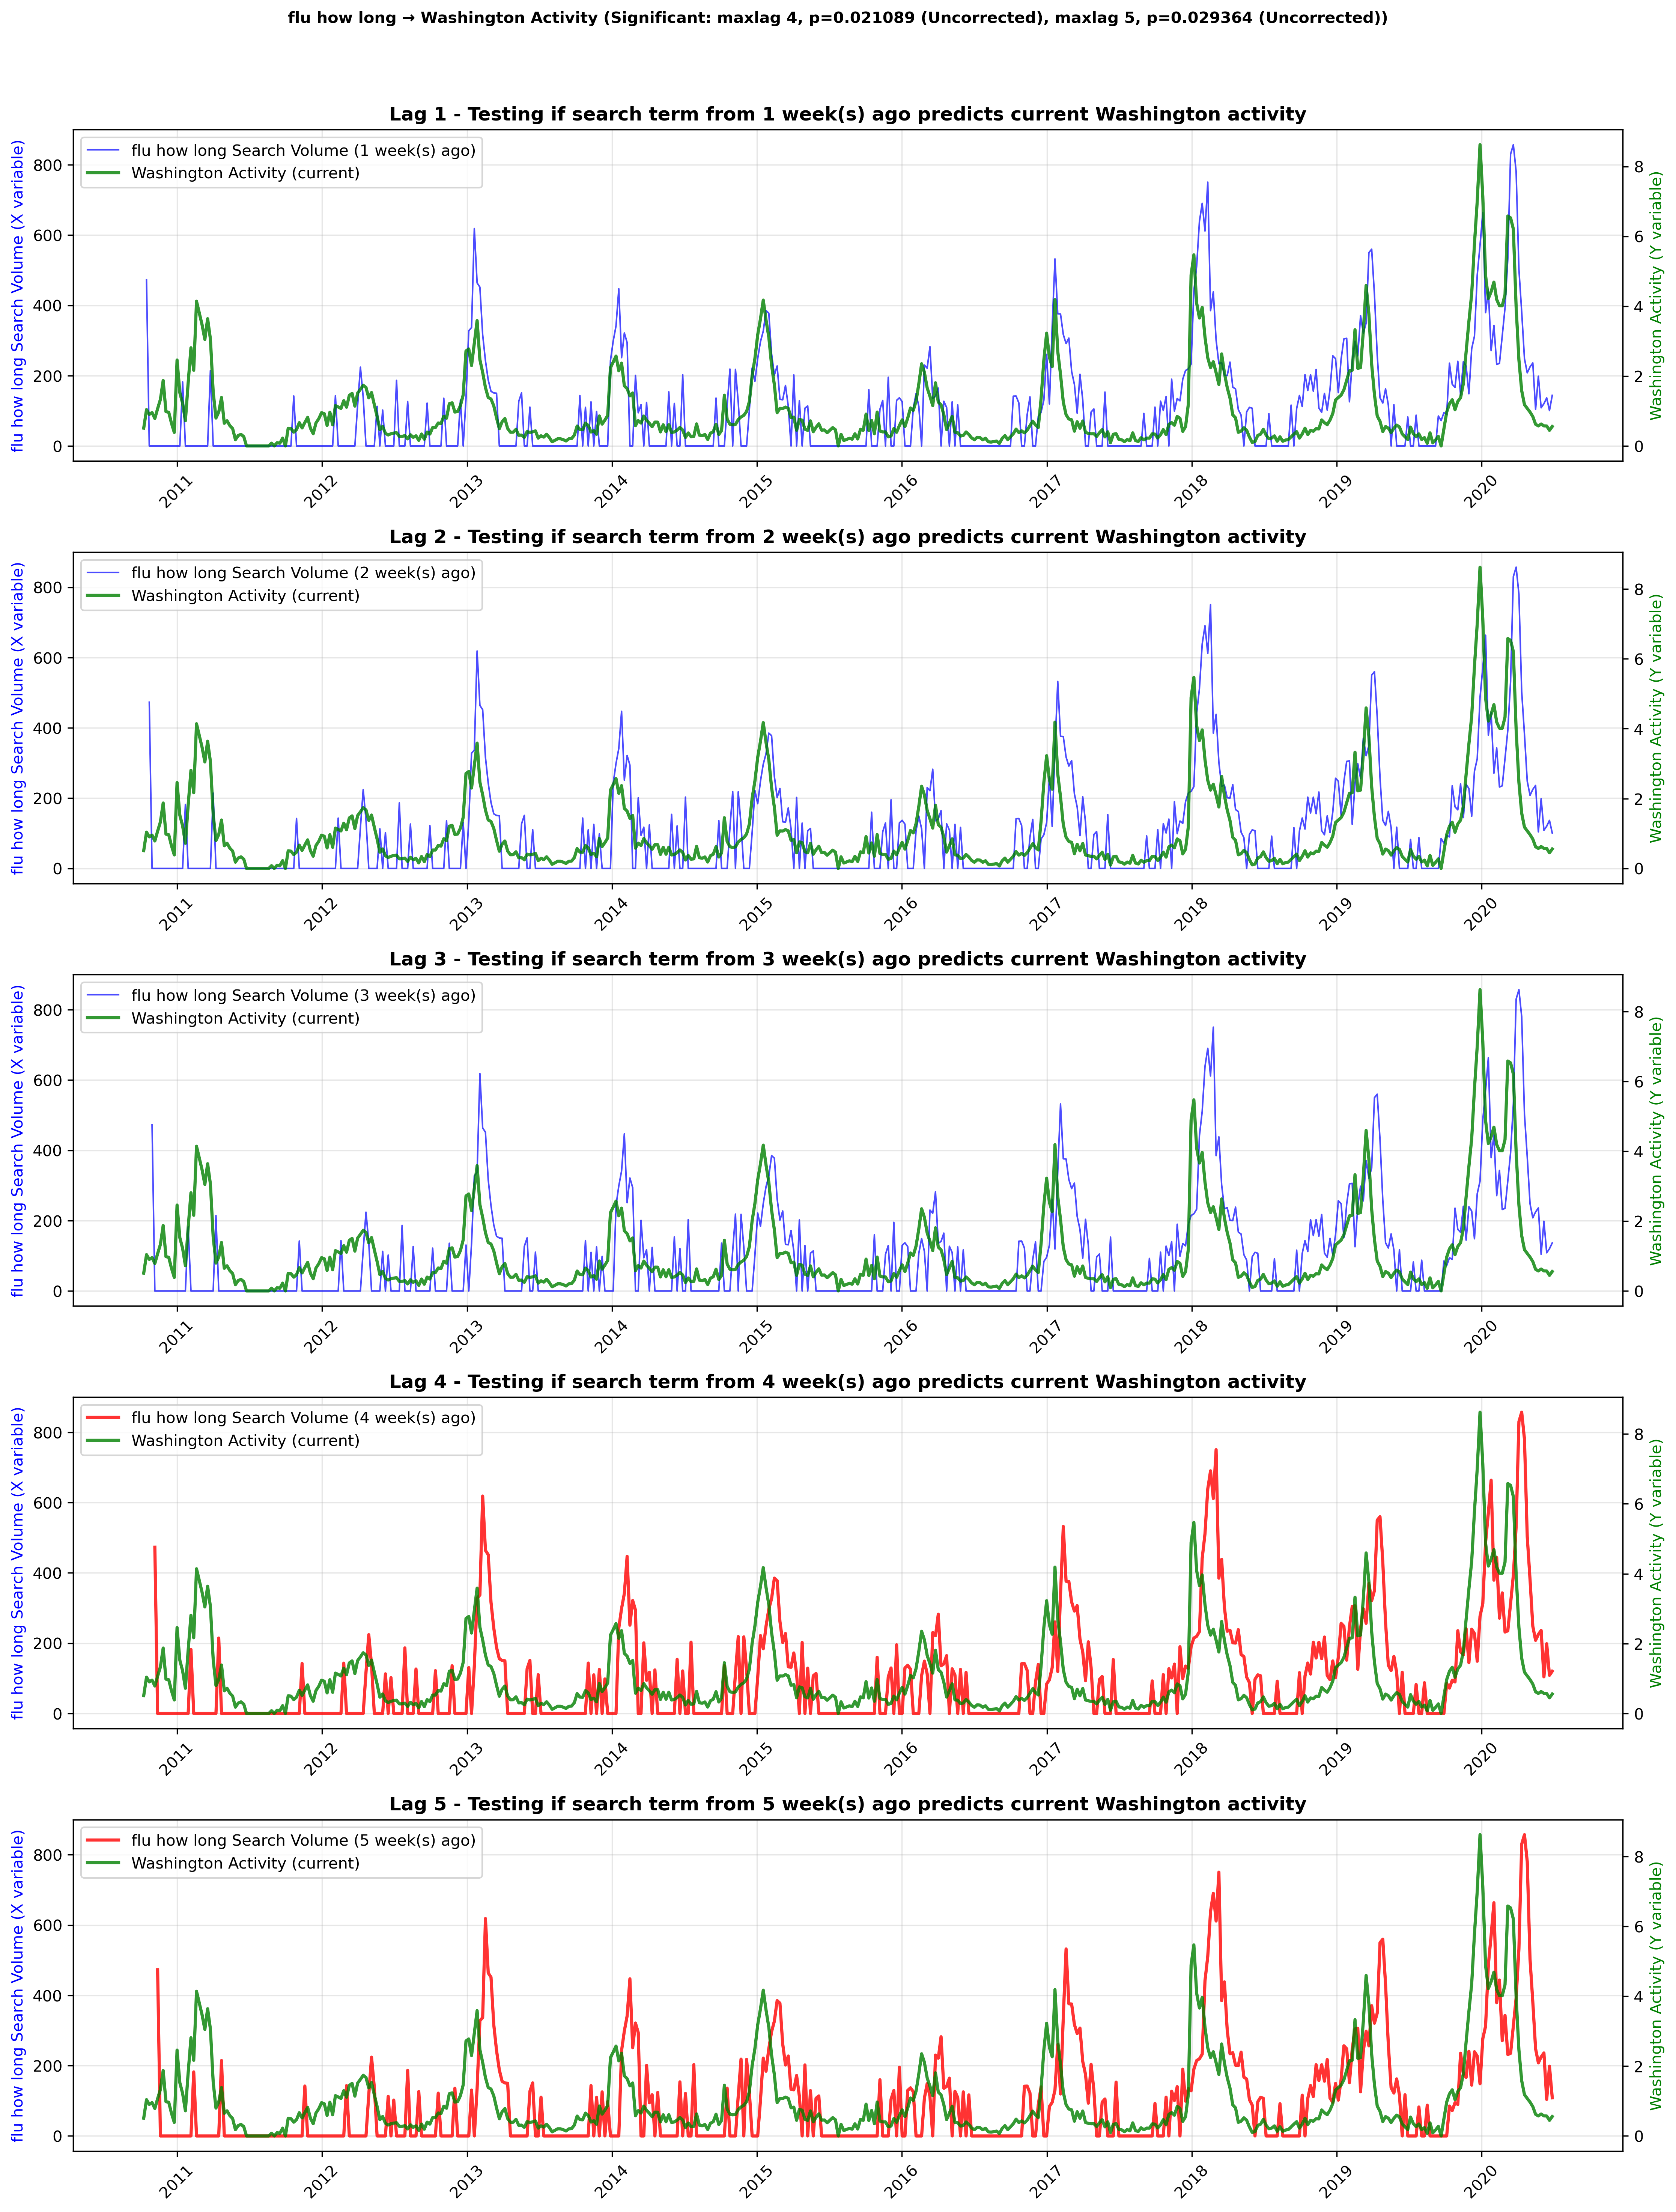 flu how long → Washington Activity (Significant: maxlag 4, p=0.021089 (Uncorrected), maxlag 5, p=0.029364 (Uncorrected))
Lag 1 - Testing if search term from 1 week(s) ago predicts current Washington activity
flu how long Search Volume (1 week(s) ago)
Washington Activity (current)
flu how long Search Volume (X variable)
800
600
400
200
0
8
6
4
2
0
Washington Activity (Y variable)
2011 2012 2013 2014 2015 2016 2017 2018 2019 2020
Lag 2 - Testing if search term from 2 week(s) ago predicts current Washington activity
flu how long Search Volume (2 week(s) ago)
Washington Activity (current)
flu how long Search Volume (X variable)
800
600
400
200
0
8
6
4
2
0
Washington Activity (Y variable)
2011 2012 2013 2014 2015 2016 2017 2018 2019 2020
Lag 3 - Testing if search term from 3 week(s) ago predicts current Washington activity
flu how long Search Volume (3 week(s) ago)
Washington Activity (current)
flu how long Search Volume (X variable)
800
600
400
200
0
8
6
4
2
0
Washington Activity (Y variable)
2011 2012 2013 2014 2015 2016 2017 2018 2019 2020
Lag 4 - Testing if search term from 4 week(s) ago predicts current Washington activity
flu how long Search Volume (4 week(s) ago)
Washington Activity (current)
flu how long Search Volume (X variable)
800
600
400
200
0
8
6
4
2
0
Washington Activity (Y variable)
2011 2012 2013 2014 2015 2016 2017 2018 2019 2020
Lag 5 - Testing if search term from 5 week(s) ago predicts current Washington activity
flu how long Search Volume (5 week(s) ago)
Washington Activity (current)
flu how long Search Volume (X variable)
800
600
400
200
0
8
6
4
2
0
Washington Activity (Y variable)
2011 2012 2013 2014 2015 2016 2017 2018 2019 2020